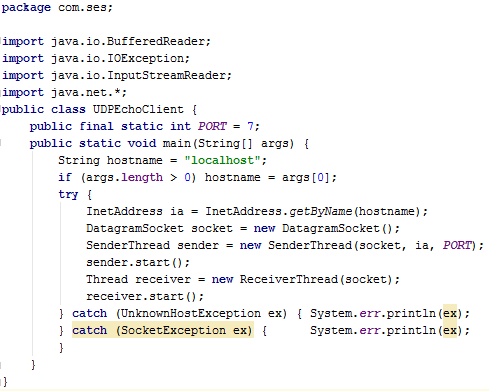 package com.ses;
import java.io.BufferedReader;
import java.io.IOException;
import java.io.InputStreamReader;
import java.net.*;
public class UDPEchoClient {
    public final static int PORT = 7;
    public static void main(String[] args) {
        String hostname = "localhost";
        if (args.length > 0) hostname = args[0];
        try {
            InetAddress ia = InetAddress.getByName(hostname);
            DatagramSocket socket = new DatagramSocket();
            SenderThread sender = new SenderThread(socket, ia, PORT);
            sender.start();
            Thread receiver = new ReceiverThread(socket);
            receiver.start();
        } catch (UnknownHostException ex) { System.err.println(ex);
        } catch (SocketException ex) {      System.err.println(ex);
        }
    }
}